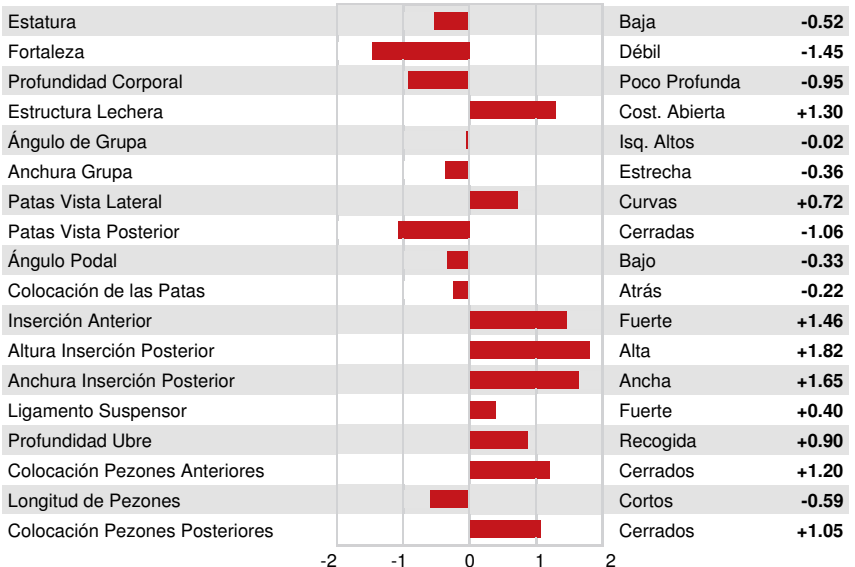 Estatura Baja -0.52
Fortaleza Débil -1.45
Profundidad Corporal Poco Profunda -0.95
Estructura Lechera Cost. Abierta +1.30
Ángulo de Grupa Isq. Altos -0.02
Anchura Grupa Estrecha -0.36
Patas Vista Lateral Curvas +0.72
Patas Vista Posterior Cerradas -1.06
Ángulo Podal Bajo -0.33
Colocación de las Patas Atrás -0.22
Inserción Anterior Fuerte +1.46
Altura Inserción Posterior Alta +1.82
Anchura Inserción Posterior Ancha +1.65
Ligamento Suspensor Fuerte +0.40
Profundidad Ubre Recogida +0.90
Colocación Pezones Anteriores Cerrados +1.20
Longitud de Pezones Cortos -0.59
Colocación Pezones Posteriores Cerrados +1.05
-2 -1 0 1 2